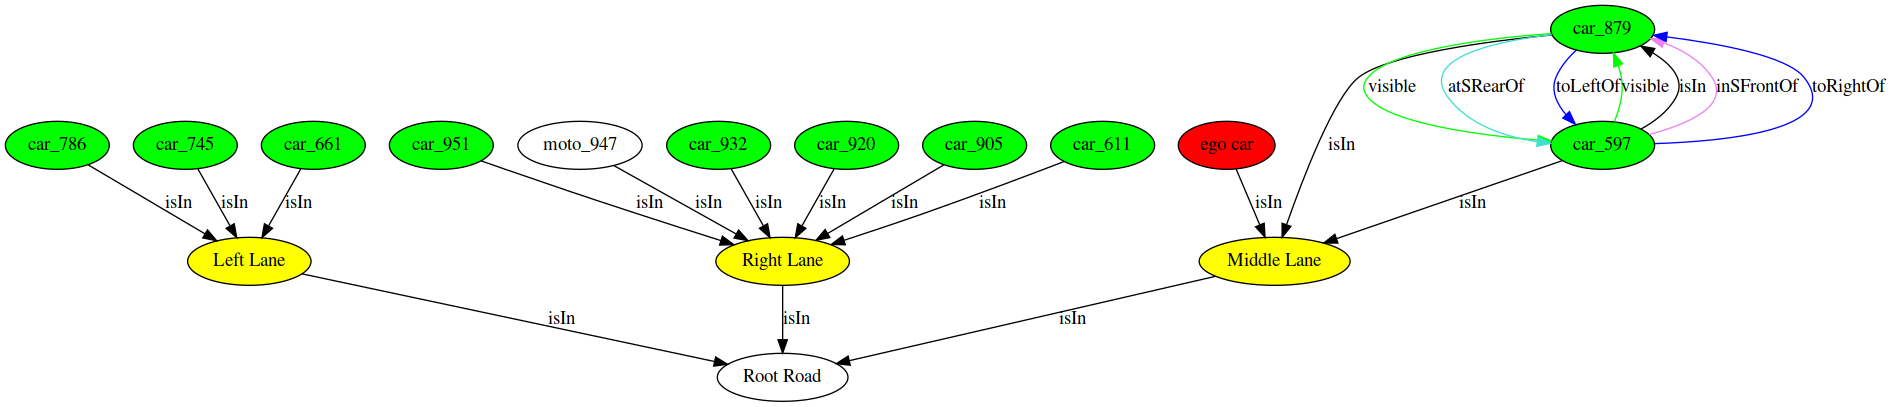 car_879
visible
atSRearOf
toLeftOf
visible
isIn
inSFrontOf
toRightOf
car_786
car_745
car_661
car_951
moto_947
car_932
car_920
car_905
car_611
ego car
isIn
car_597
isIn
isIn
isIn
isIn
isIn
isIn
isIn
isIn
isIn
isIn
isIn
Left Lane
Right Lane
Middle Lane
isIn
isIn
isIn
Root Road